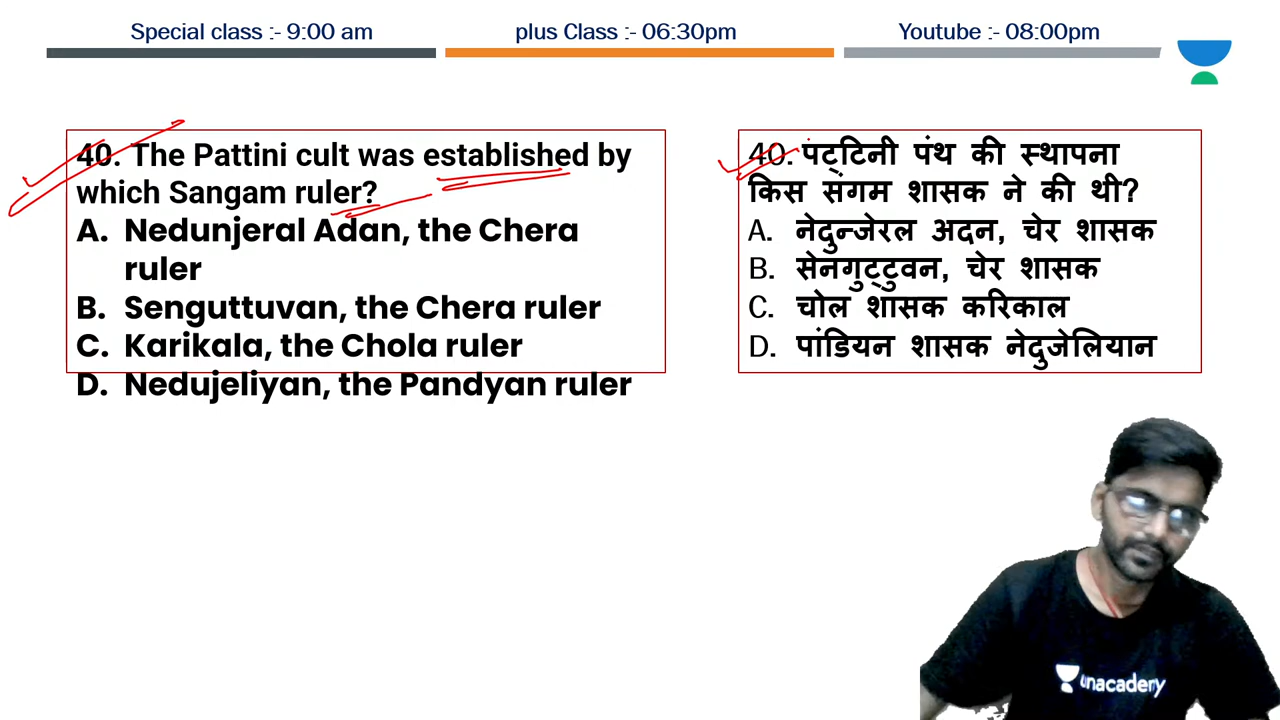 Special class :- 9:00 am
plus Class :- 06:30pm
Youtube :- 08:00pm
40. The Pattini cult was established by
which Sangam ruler?
A. Nedunjeral Adan, the Chera
ruler
B. Senguttuvan, the Chera ruler
C. Karikala, the Chola ruler
D. Nedujeliyan, the Pandyan ruler
40. पट्टिनी पंथ की स्थापना
किस संगम शासक ने की थी?
A. नेदुन्जेरल अदन, चेर शासक
B. सेनगुट्टुवन, चेर शासक
C. चोल शासक करिकाल
D. पांडियन शासक नेदुजेलियान
unacademy